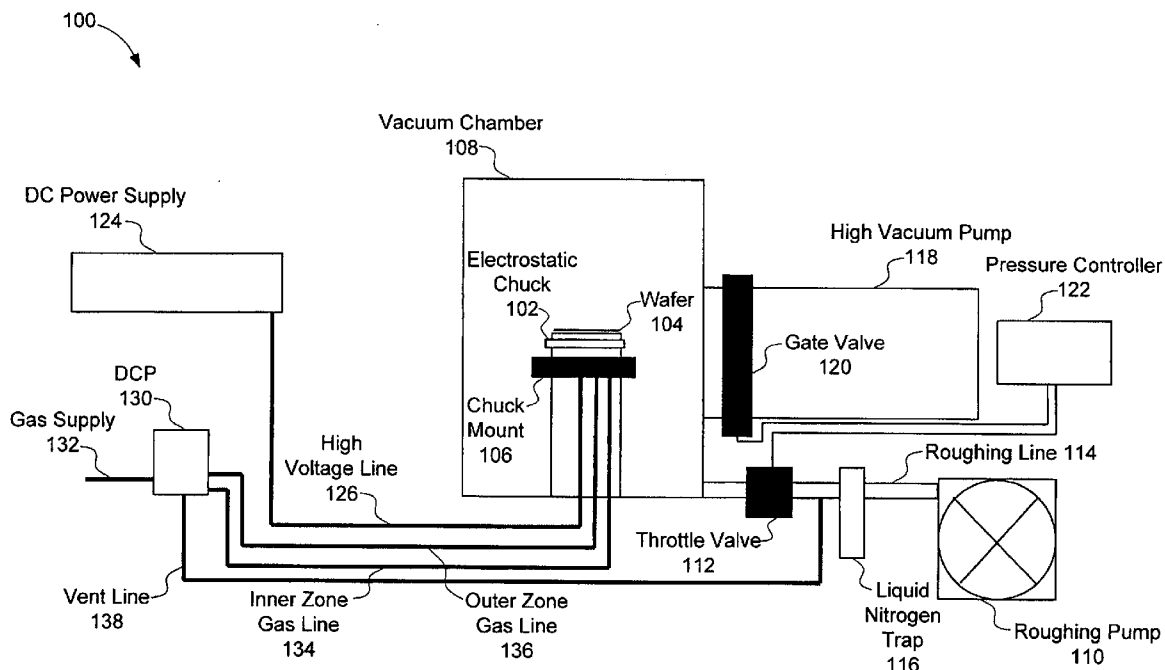 100
Vacuum Chamber
108
DC Power Supply
124
High Vacuum Pump
118
Pressure Controller
122
Electrostatic
Chuck
102
Wafer
104
Gate Valve
120
DCP
130
Gas Supply
132
Chuck
Mount
106
High
Voltage Line
126
Roughing Line 114
Throttle Valve
112
Vent Line
138
Inner Zone
Gas Line
134
Outer Zone
Gas Line
136
Liquid
Nitrogen
Trap
116
Roughing Pump
110